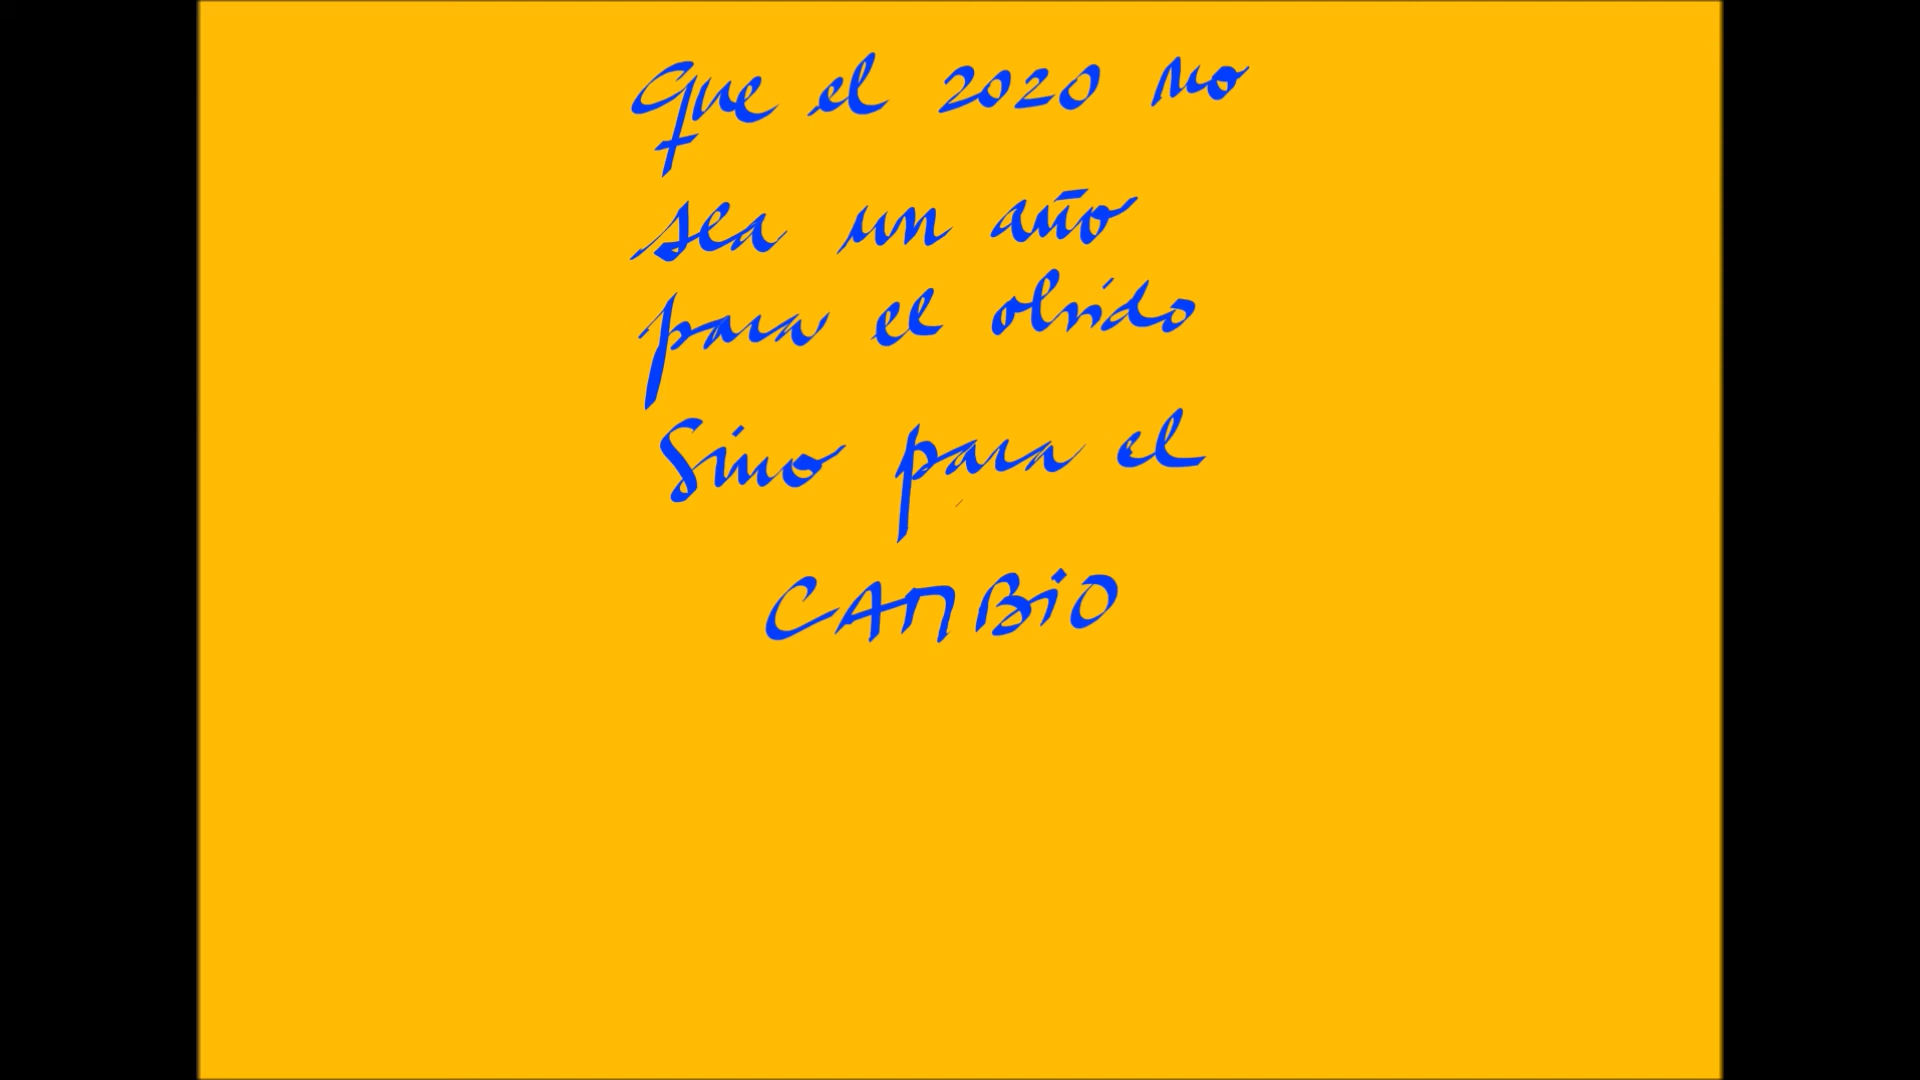 Que el 2020 no
sea un año
para el olvido
Sino para el
CAMBiO